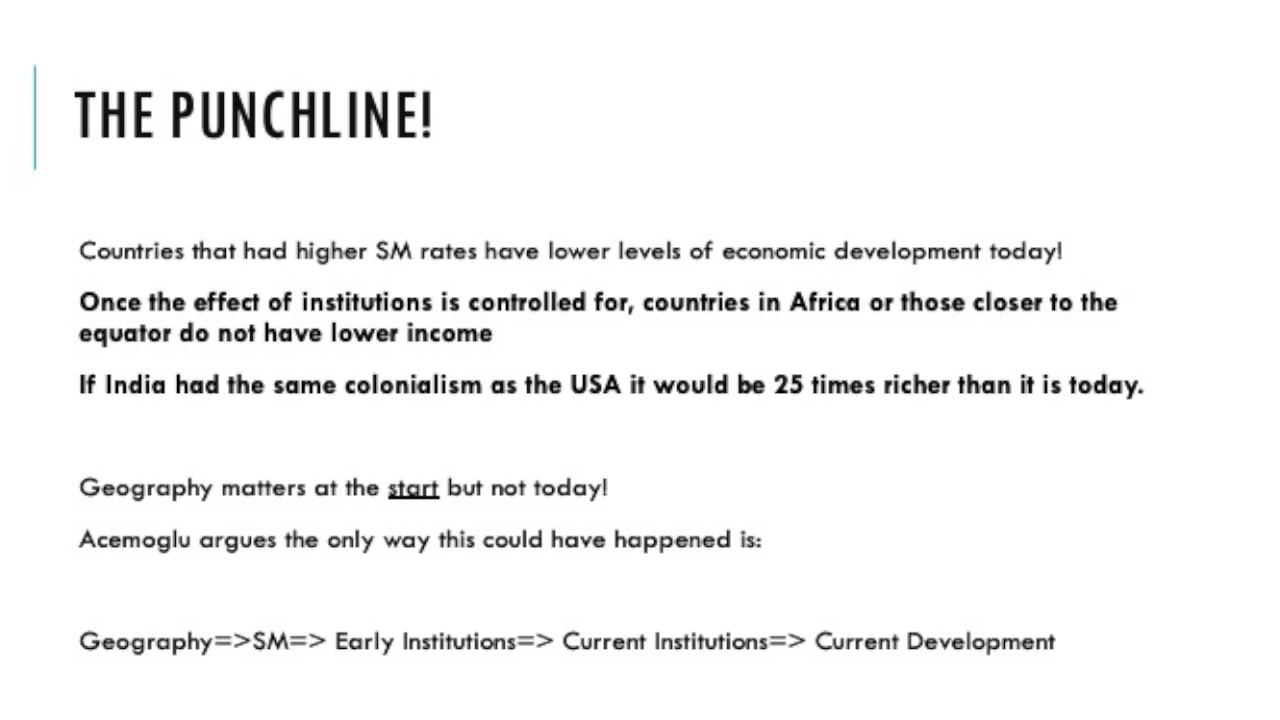 THE PUNCHLINE!
Countries that had higher SM rates have lower levels of economic development today!
Once the effect of institutions is controlled for, countries in Africa or those closer to the
equator do not have lower income
If India had the same colonialism as the USA it would be 25 times richer than it is today.
Geography matters at the start but not today!
Acemoglu argues the only way this could have happened is:
Geography=>SM=> Early Institutions=> Current Institutions=> Current Development